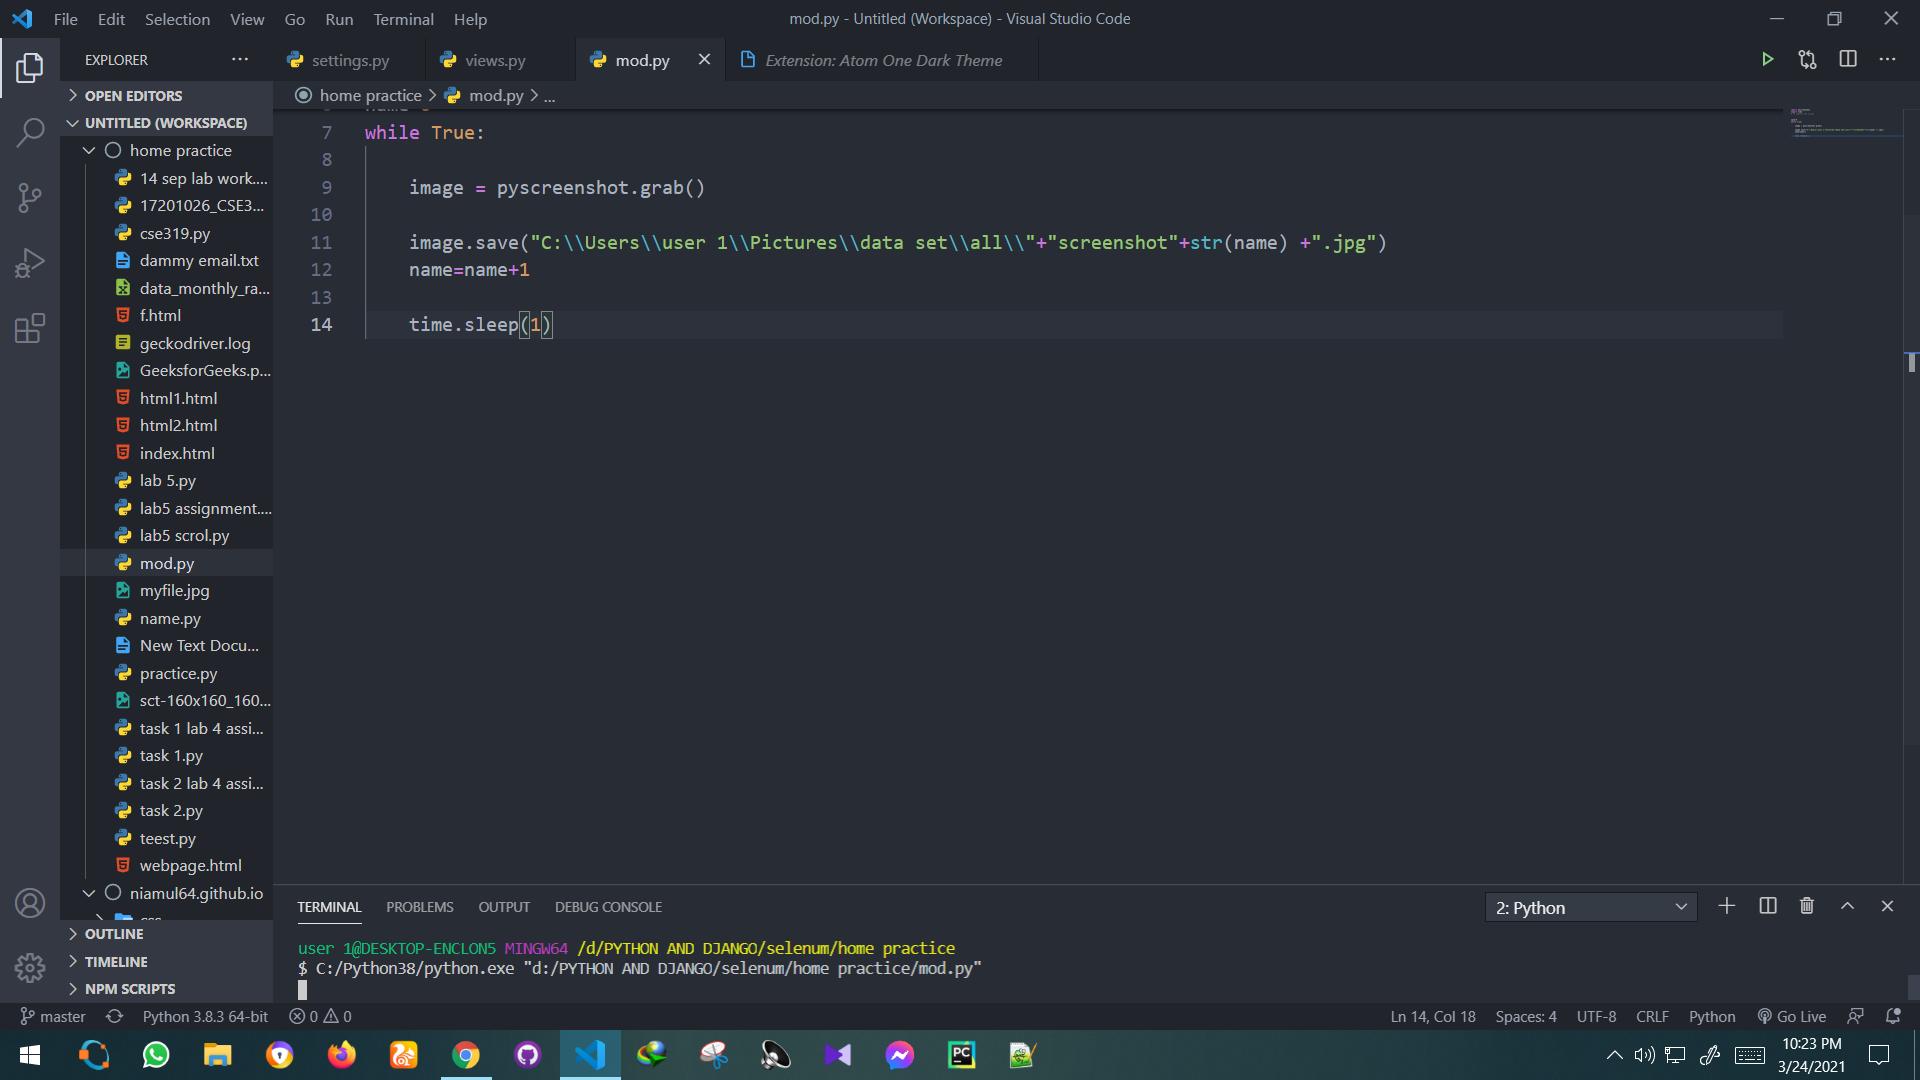 File Edit Selection View Go Run Terminal Help
mod.py - Untitled (Workspace) - Visual Studio Code
EXPLORER
settings.py
views.py
mod.py
Extension: Atom One Dark Theme
OPEN EDITORS
home practice > mod.py > ...
UNTITLED (WORKSPACE)
home practice
14 sep lab work....
17201026_CSE3...
cse319.py
dammy email.txt
data_monthly_ra...
f.html
geckodriver.log
GeeksforGeeks.p...
html1.html
html2.html
index.html
lab 5.py
lab5 assignment....
lab5 scrol.py
mod.py
myfile.jpg
name.py
New Text Docu...
practice.py
sct-160x160_160...
task 1 lab 4 assi...
task 1.py
task 2 lab 4 assi...
task 2.py
teest.py
webpage.html
niamul64.github.io
css
OUTLINE
TIMELINE
NPM SCRIPTS
7 while True:
8
9 image = pyscreenshot.grab()
10
11 image.save("C:\\Users\\user 1\\Pictures\\data set\\all\\"+"screenshot"+str(name) +".jpg")
12 name=name+1
13
14 time.sleep(1)
TERMINAL PROBLEMS OUTPUT DEBUG CONSOLE
2: Python
user 1@DESKTOP-ENCLON5 MINGW64 /d/PYTHON AND DJANGO/selenum/home practice
$ C:/Python38/python.exe "d:/PYTHON AND DJANGO/selenum/home practice/mod.py"
master Python 3.8.3 64-bit 0 0
Ln 14, Col 18 Spaces: 4 UTF-8 CRLF Python Go Live
PC
10:23 PM
3/24/2021